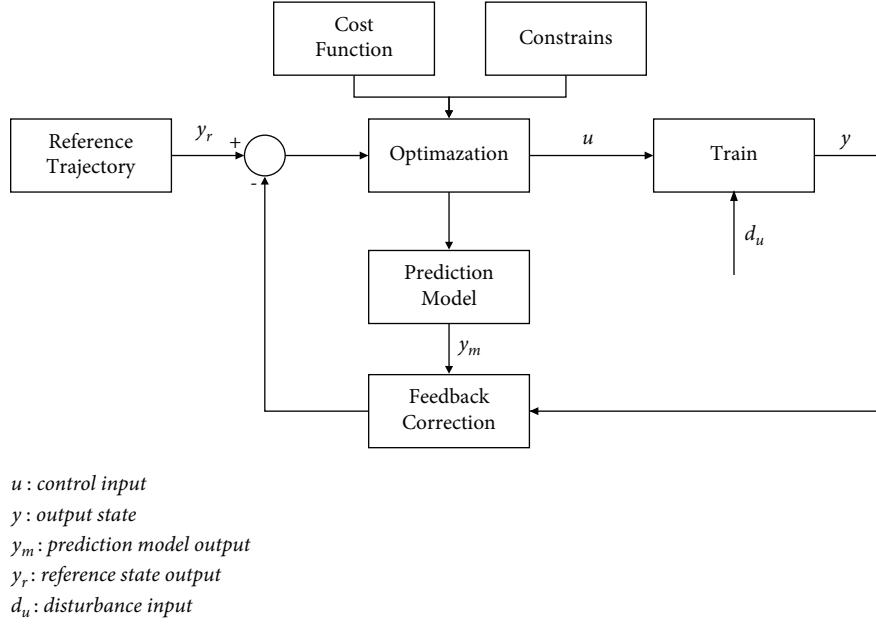 Cost
Function
Constrains
Reference
Trajectory
y_r
+
-
Optimazation
u
Train
y
d_u
Prediction
Model
y_m
Feedback
Correction
u : control input
y : output state
y_m : prediction model output
y_r : reference state output
d_u : disturbance input